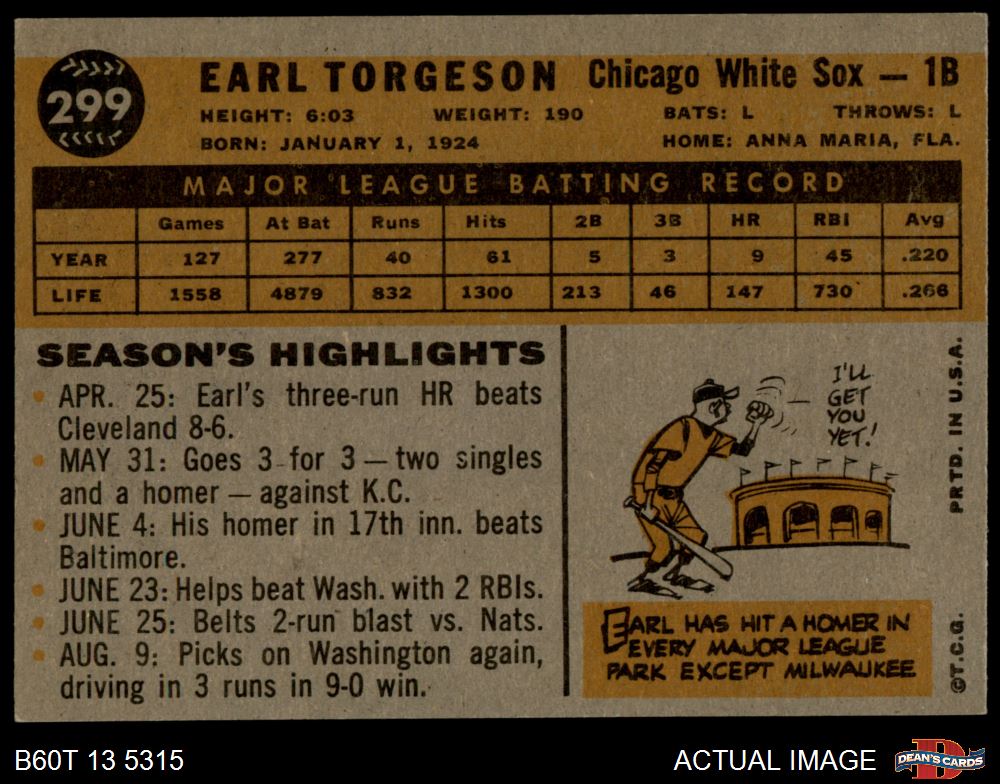 299
EARL TORGESON Chicago White Sox — 1B
HEIGHT: 6:03 WEIGHT: 190 BATS: L THROWS: L
BORN: JANUARY 1, 1924 HOME: ANNA MARIA, FLA.
MAJOR LEAGUE BATTING RECORD
Games At Bat Runs Hits 2B 3B HR RBI Avg
YEAR 127 277 40 61 5 3 9 45 .220
LIFE 1558 4879 832 1300 213 46 147 730 .266
SEASON'S HIGHLIGHTS
• APR. 25: Earl's three-run HR beats
Cleveland 8-6.
• MAY 31: Goes 3 for 3 — two singles
and a homer — against K.C.
• JUNE 4: His homer in 17th inn. beats
Baltimore.
• JUNE 23: Helps beat Wash. with 2 RBIs.
• JUNE 25: Belts 2-run blast vs. Nats.
• AUG. 9: Picks on Washington again,
driving in 3 runs in 9-0 win.
I'LL
GET
YOU
YET!
EARL HAS HIT A HOMER IN
EVERY MAJOR LEAGUE
PARK EXCEPT MILWAUKEE
PRTD. IN U.S.A.
©T.C.G.
B60T 13 5315 ACTUAL IMAGE
DEAN'S CARDS